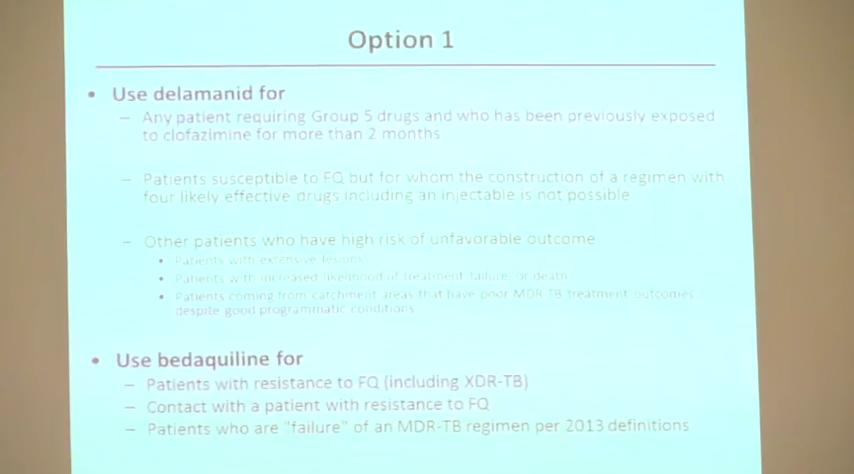 Option 1
• Use delamanid for
– Any patient requiring Group 5 drugs and who has been previously exposed
to clofazimine for more than 2 months
– Patients susceptible to FQ but for whom the construction of a regimen with
four likely effective drugs including an injectable is not possible
– Other patients who have high risk of unfavorable outcome
• Patients with extensive lesions
• Patients with increased likelihood of treatment failure, or death
• Patients coming from catchment areas that have poor MDR-TB treatment outcomes
despite good programmatic conditions
• Use bedaquiline for
– Patients with resistance to FQ (including XDR-TB)
– Contact with a patient with resistance to FQ
– Patients who are "failure" of an MDR-TB regimen per 2013 definitions